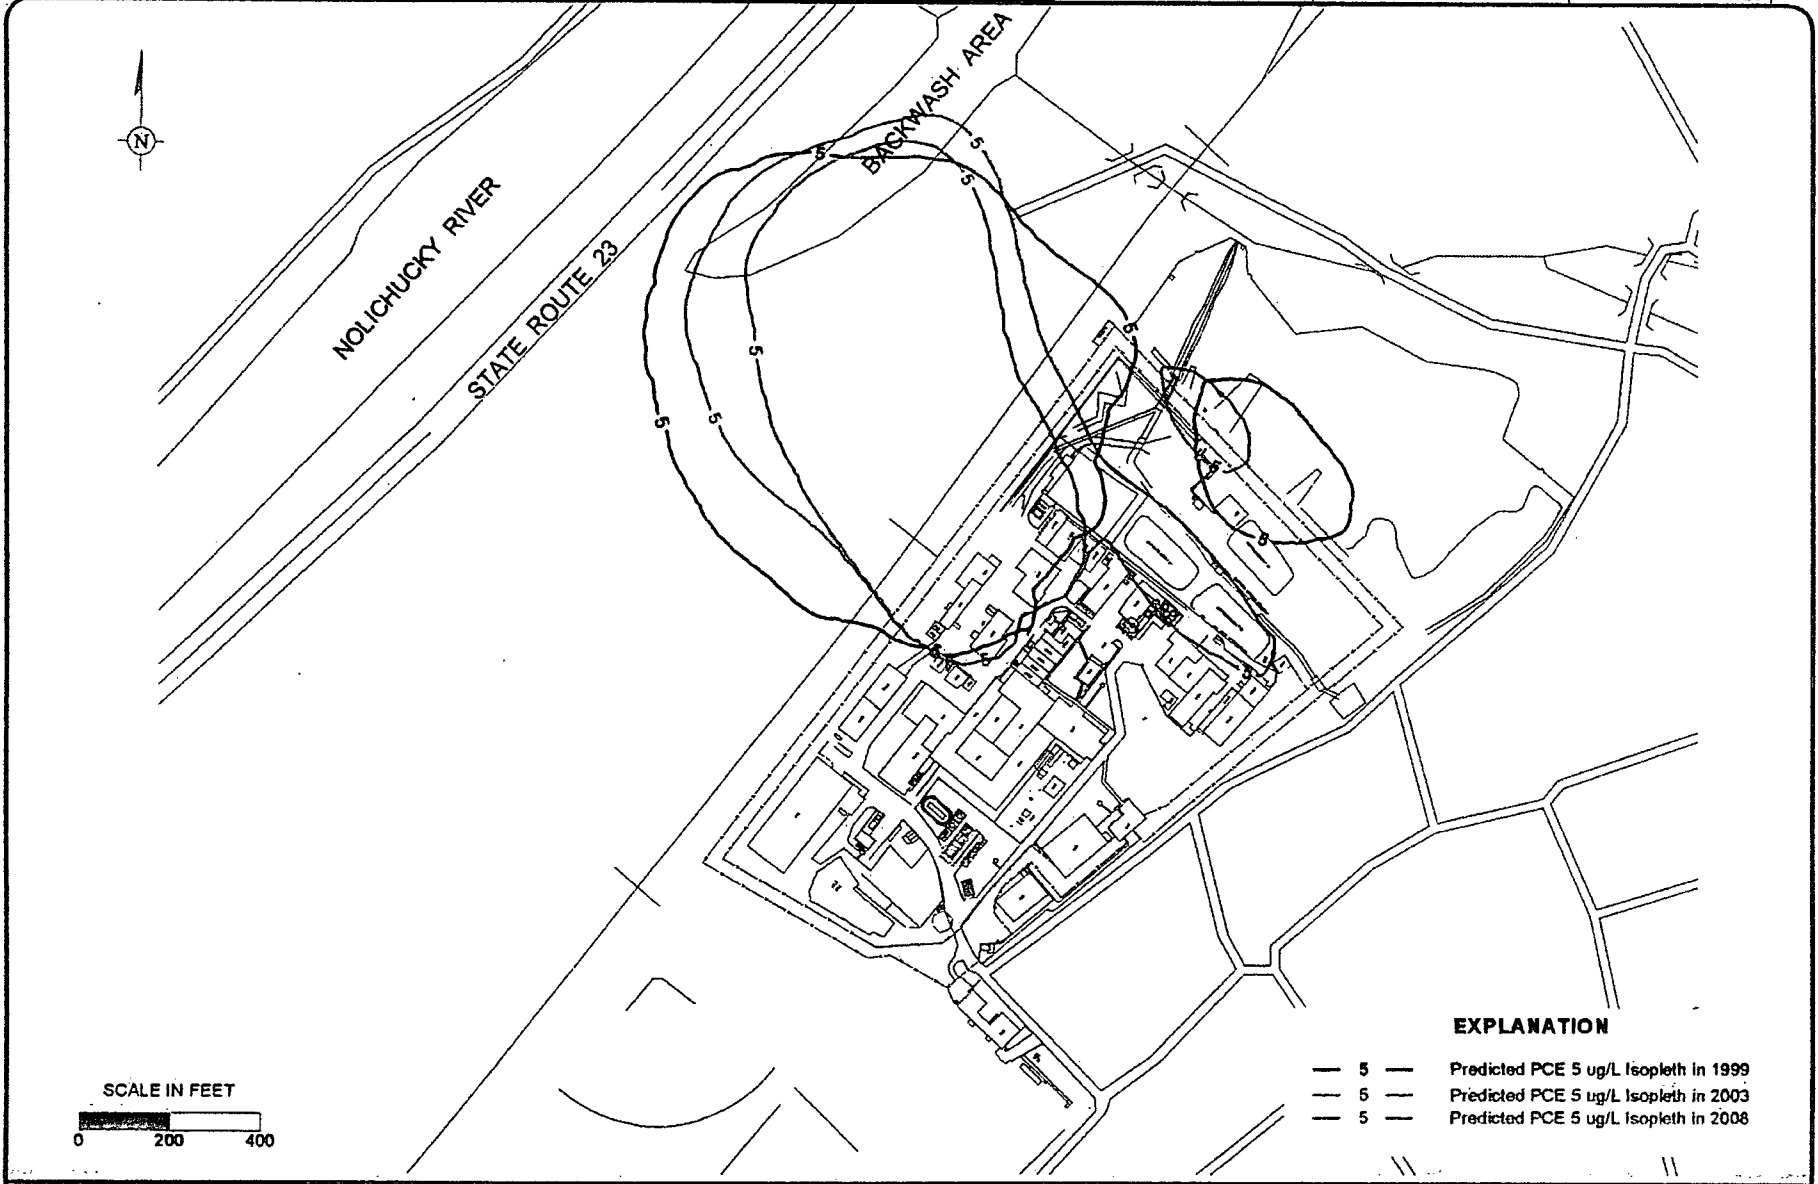 BACKWASH AREA
N
NOLICHUCKY RIVER
STATE ROUTE 23
5
5
5
5
5
5
5
5
5
5
EXPLANATION
5 Predicted PCE 5 ug/L Isopleth in 1999
5 Predicted PCE 5 ug/L Isopleth in 2003
5 Predicted PCE 5 ug/L Isopleth in 2008
SCALE IN FEET
0 200 400